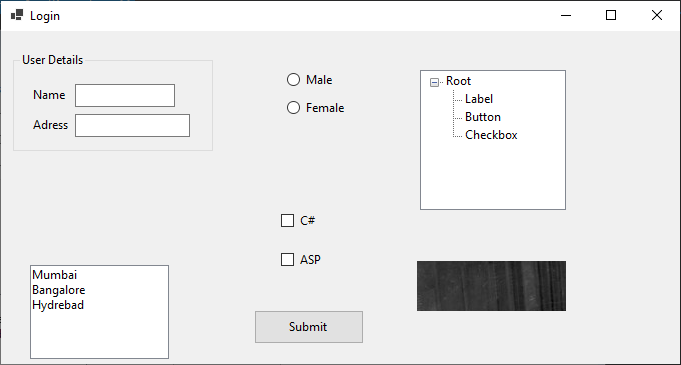 Login
User Details
Name
Adress
Male
Female
Root
Label
Button
Checkbox
C#
ASP
Mumbai
Bangalore
Hydrebad
Submit